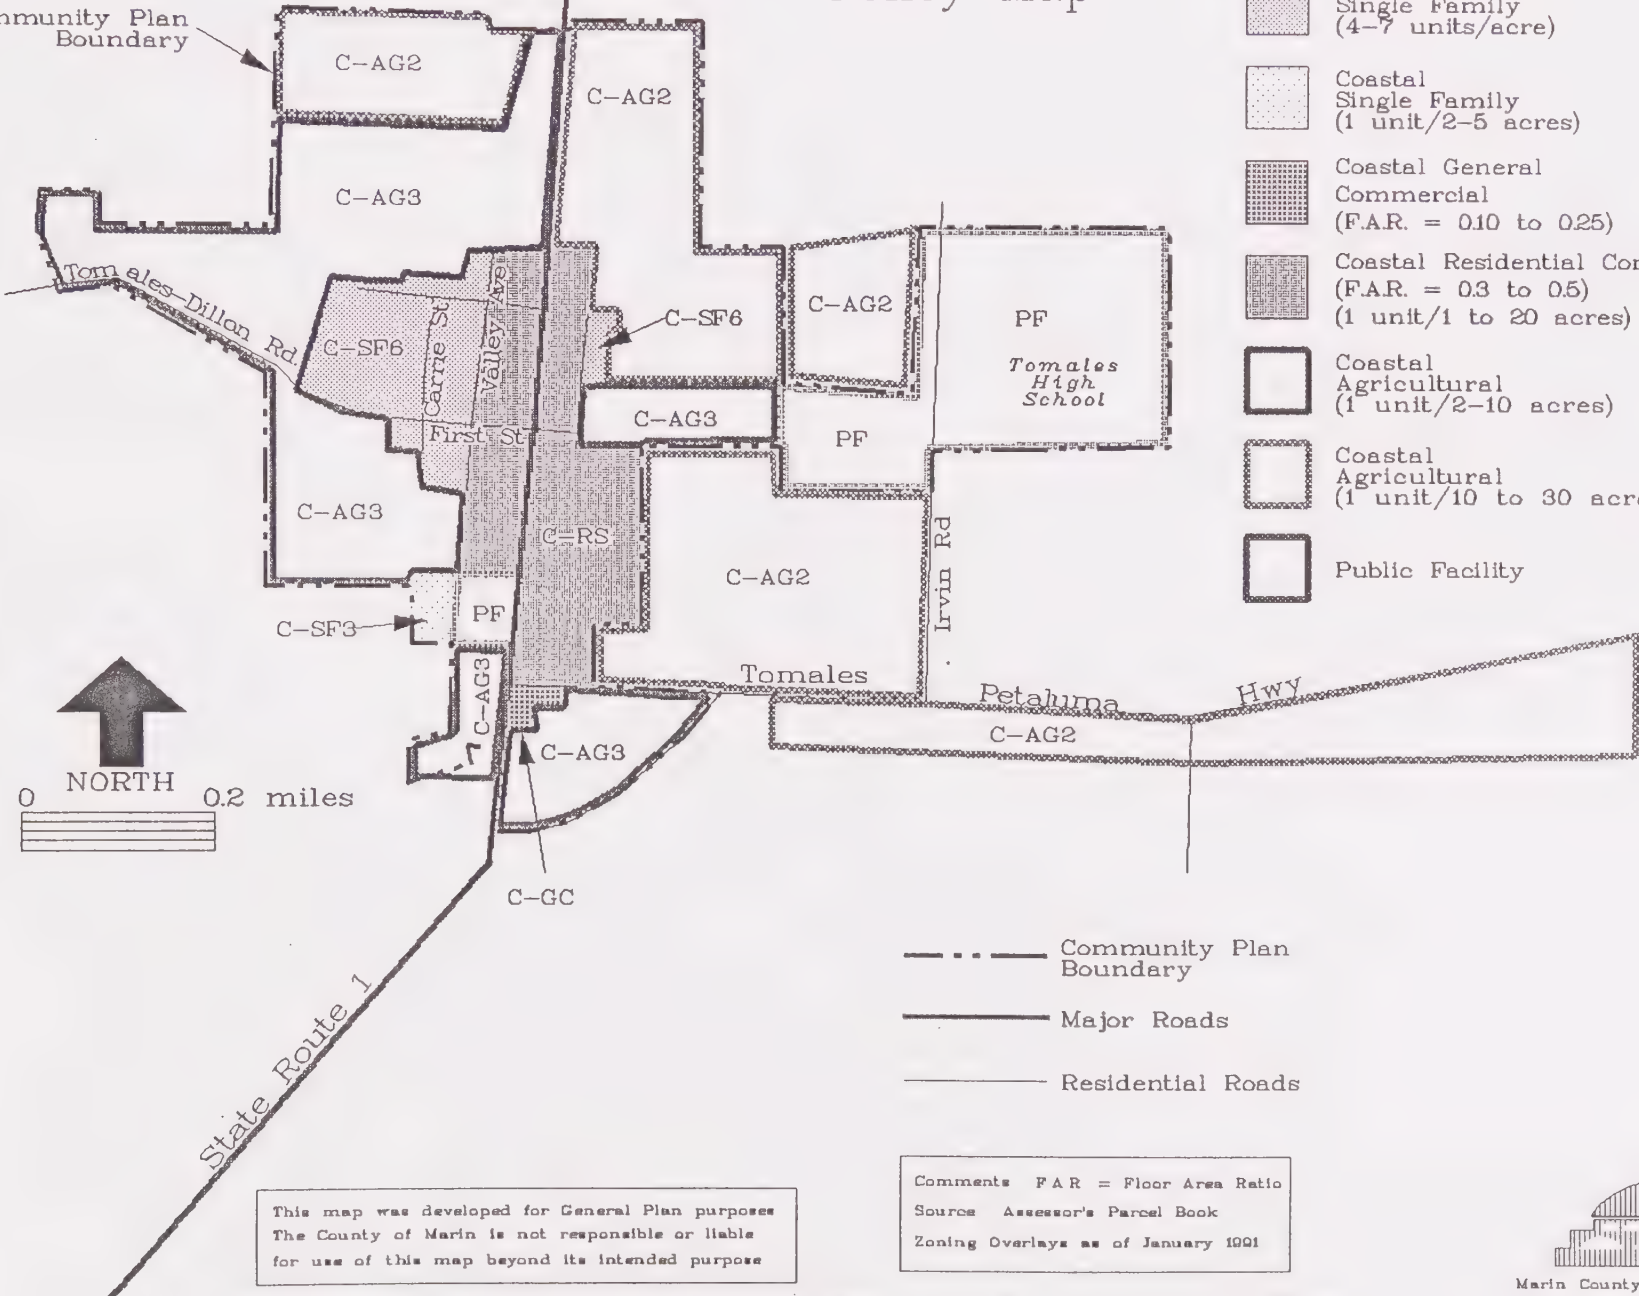 Community Plan
Boundary
Single Family
(4-7 units/acre)
Coastal
Single Family
(1 unit/2-5 acres)
Coastal General
Commercial
(F.A.R. = 0.10 to 0.25)
Coastal Residential
(F.A.R. = 0.3 to 0.5)
(1 unit/1 to 20 acres)
Coastal
Agricultural
(1 unit/2-10 acres)
Coastal
Agricultural
(1 unit/10 to 30
Public Facility
C-AG2
C-AG2
C-AG3
Tomales-Dillon Rd
C-SF6
Carrie St
Valley Ave
First St
C-SF6
C-AG2
PF
Tomales
High
School
C-AG3
PF
C-AG3
C-RS
C-AG2
Irvin Rd
C-SF3
PF
C-AG3
Tomales
Petaluma
Hwy
C-AG3
C-AG2
NORTH
0 0.2 miles
C-GC
State Route 1
Community Plan
Boundary
Major Roads
Residential Roads
This map was developed for General Plan purposes
The County of Marin is not responsible or liable
for use of this map beyond its intended purpose
Comments F A R = Floor Area Ratio
Source Assessor's Parcel Book
Zoning Overlays as of January 1991
Marin County